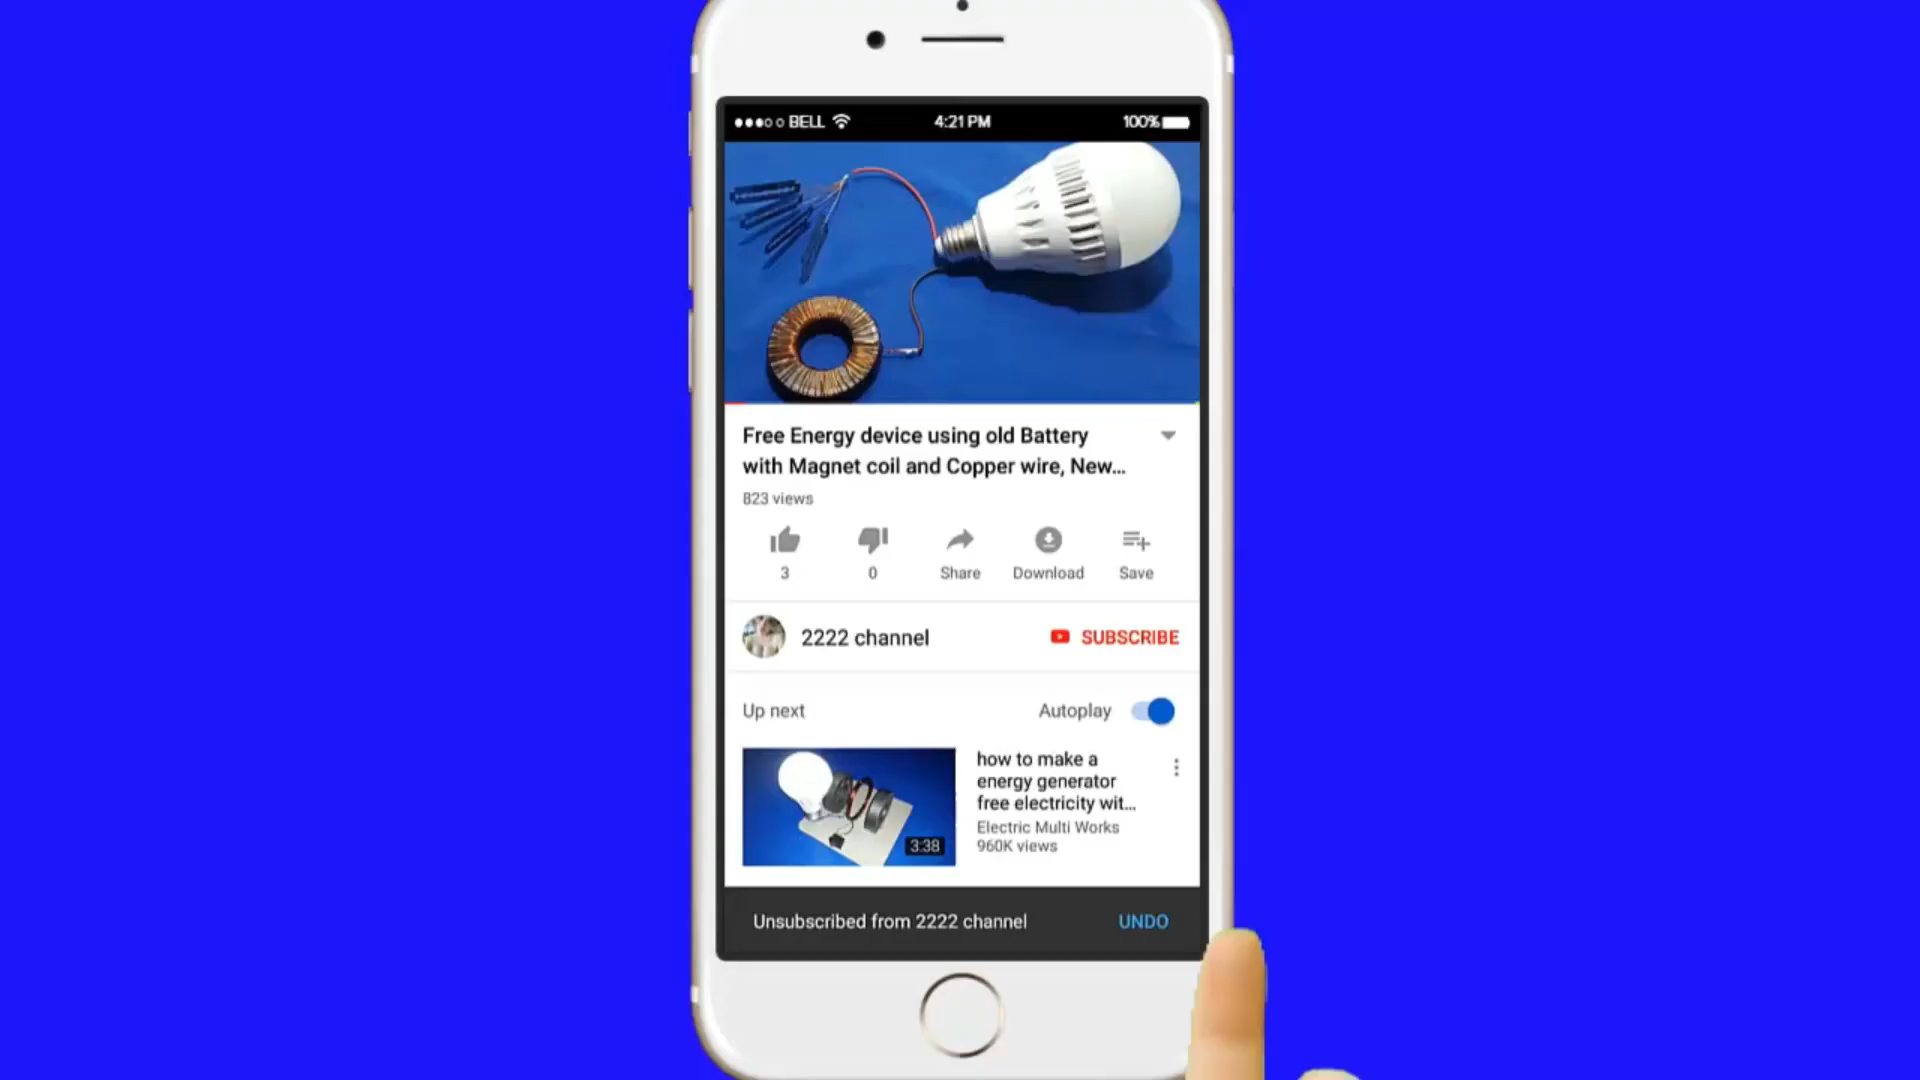 BELL 4:21 PM 100%
Free Energy device using old Battery
with Magnet coil and Copper wire, New...
823 views
3 0 Share Download Save
2222 channel SUBSCRIBE
Up next Autoplay
how to make a
energy generator
free electricity wit...
Electric Multi Works
960K views
3:38
Unsubscribed from 2222 channel UNDO